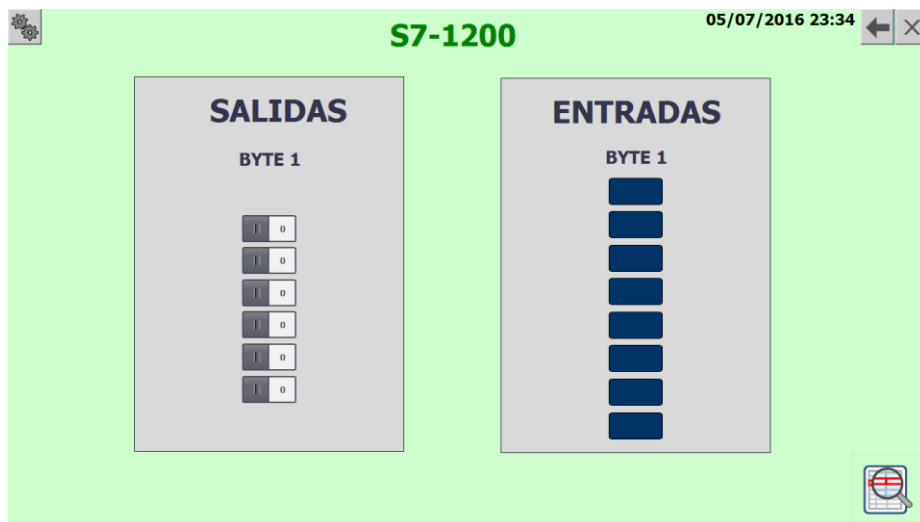 S7-1200
05/07/2016 23:34
SALIDAS
BYTE 1
0
0
0
0
0
0
ENTRADAS
BYTE 1